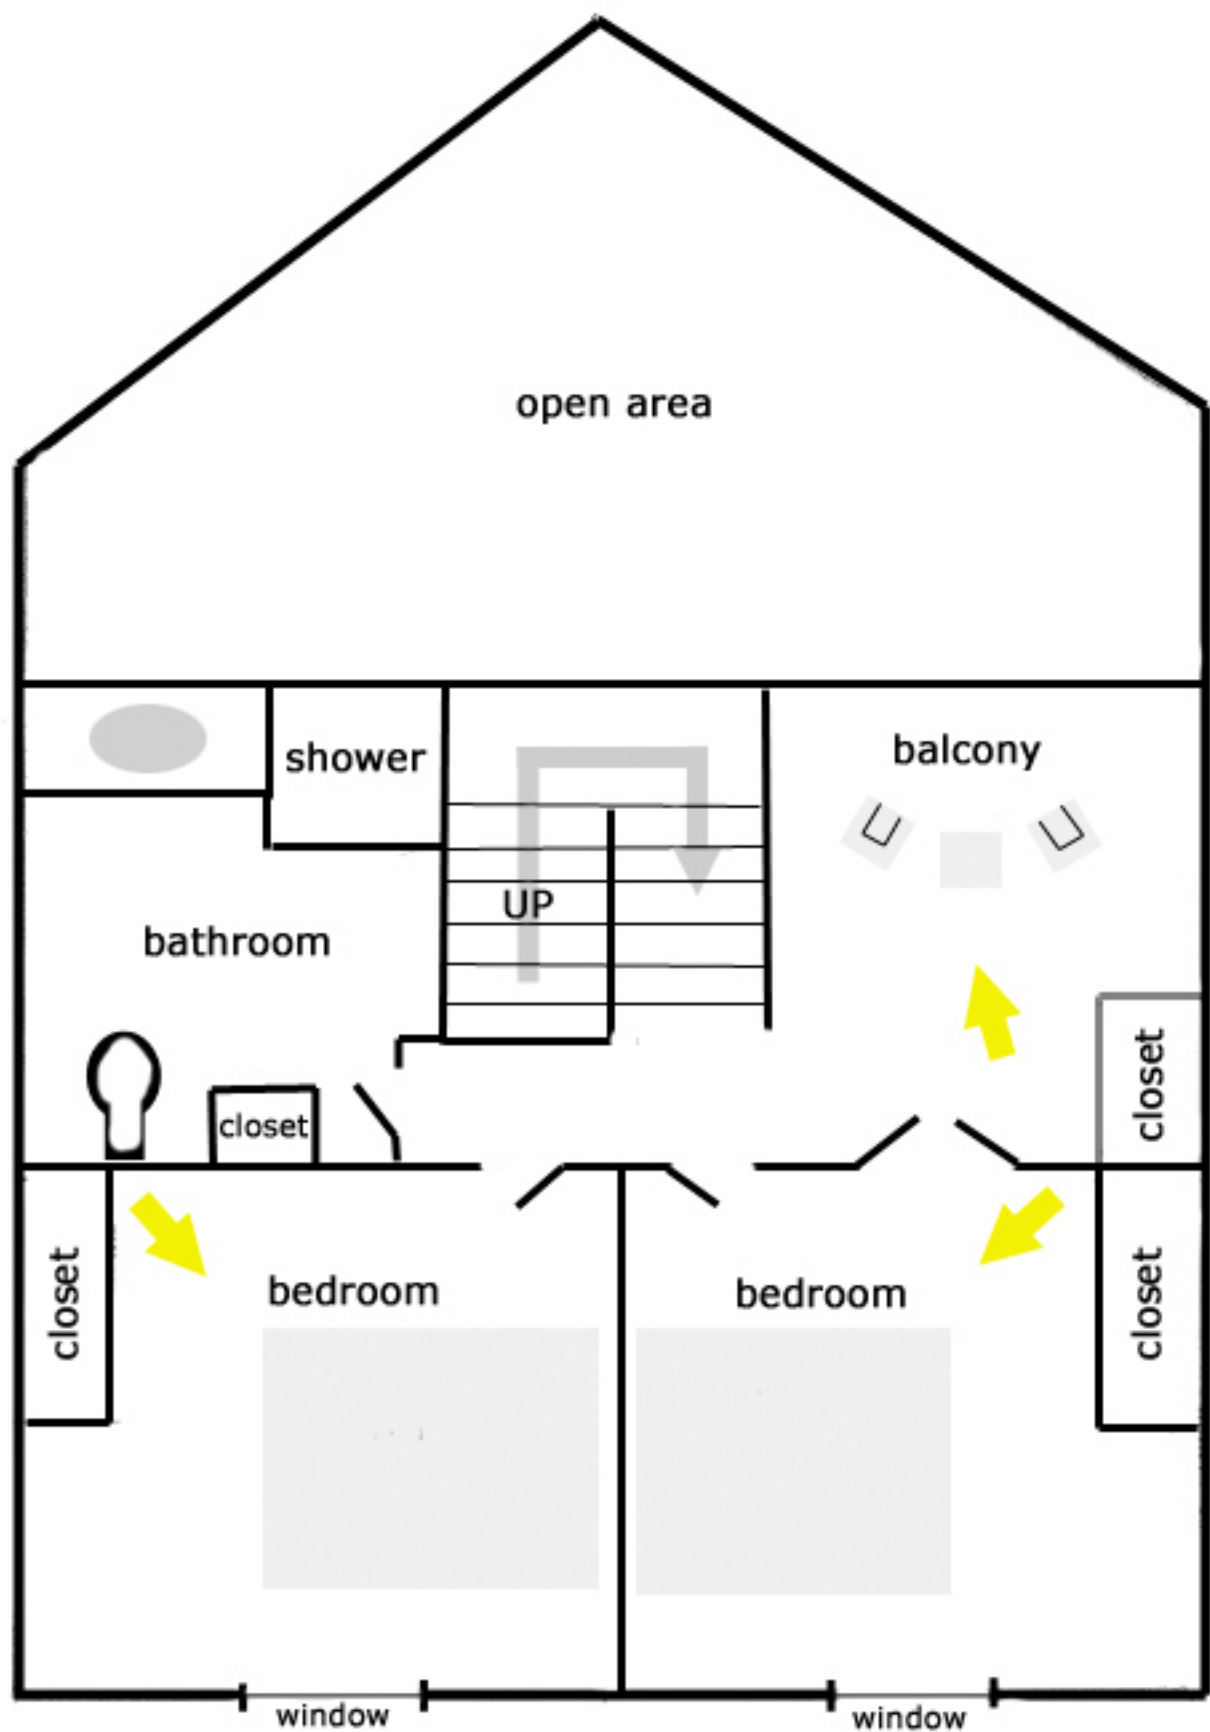 open area
shower
balcony
UP
bathroom
closet
closet
closet
bedroom
bedroom
closet
window
window